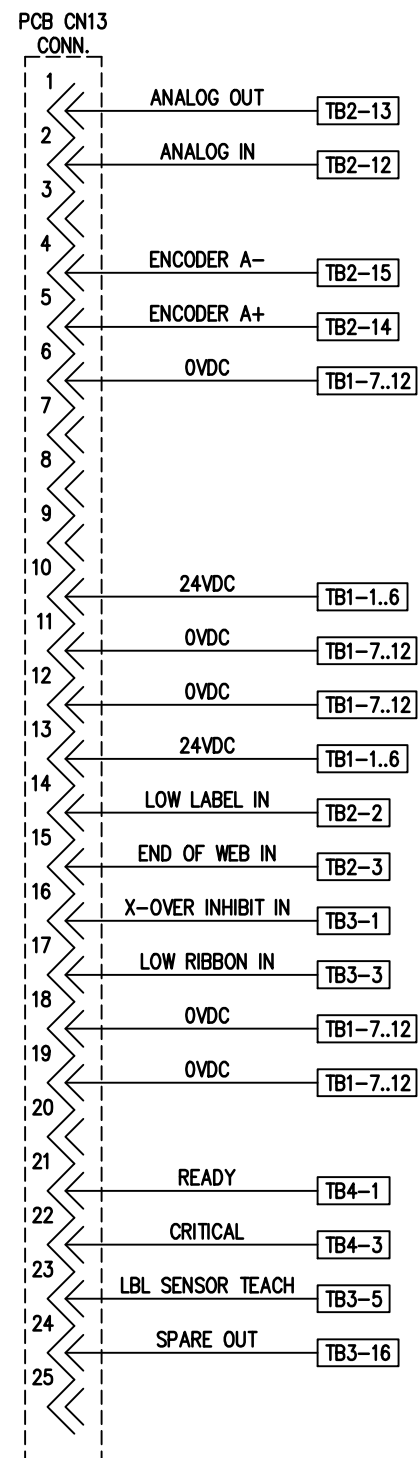 PCB CN13
CONN.
1
ANALOG OUT TB2-13
2
ANALOG IN TB2-12
3
4
ENCODER A- TB2-15
5
ENCODER A+ TB2-14
6
0VDC TB1-7..12
7
8
9
10
24VDC TB1-1..6
11
0VDC TB1-7..12
12
0VDC TB1-7..12
13
24VDC TB1-1..6
14
LOW LABEL IN TB2-2
15
END OF WEB IN TB2-3
16
X-OVER INHIBIT IN TB3-1
17
LOW RIBBON IN TB3-3
18
0VDC TB1-7..12
19
0VDC TB1-7..12
20
21
READY TB4-1
22
CRITICAL TB4-3
23
LBL SENSOR TEACH TB3-5
24
SPARE OUT TB3-16
25